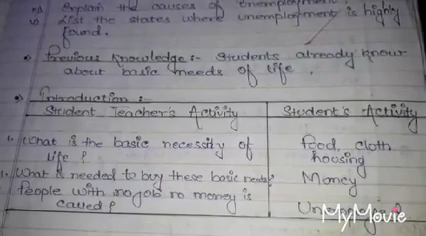 Explain the causes of Unemployment.
List the states where unemployment is highly
found.
Previous Knowledge :- Students already know
about basic needs of life.
Introduction :-
Student Teacher's Activity
Student's Activity
1. What is the basic necessity of
life ?
food, cloth
housing
What is needed to buy these basic needs?
Money
People with no job no money is
called ?
MyMovie